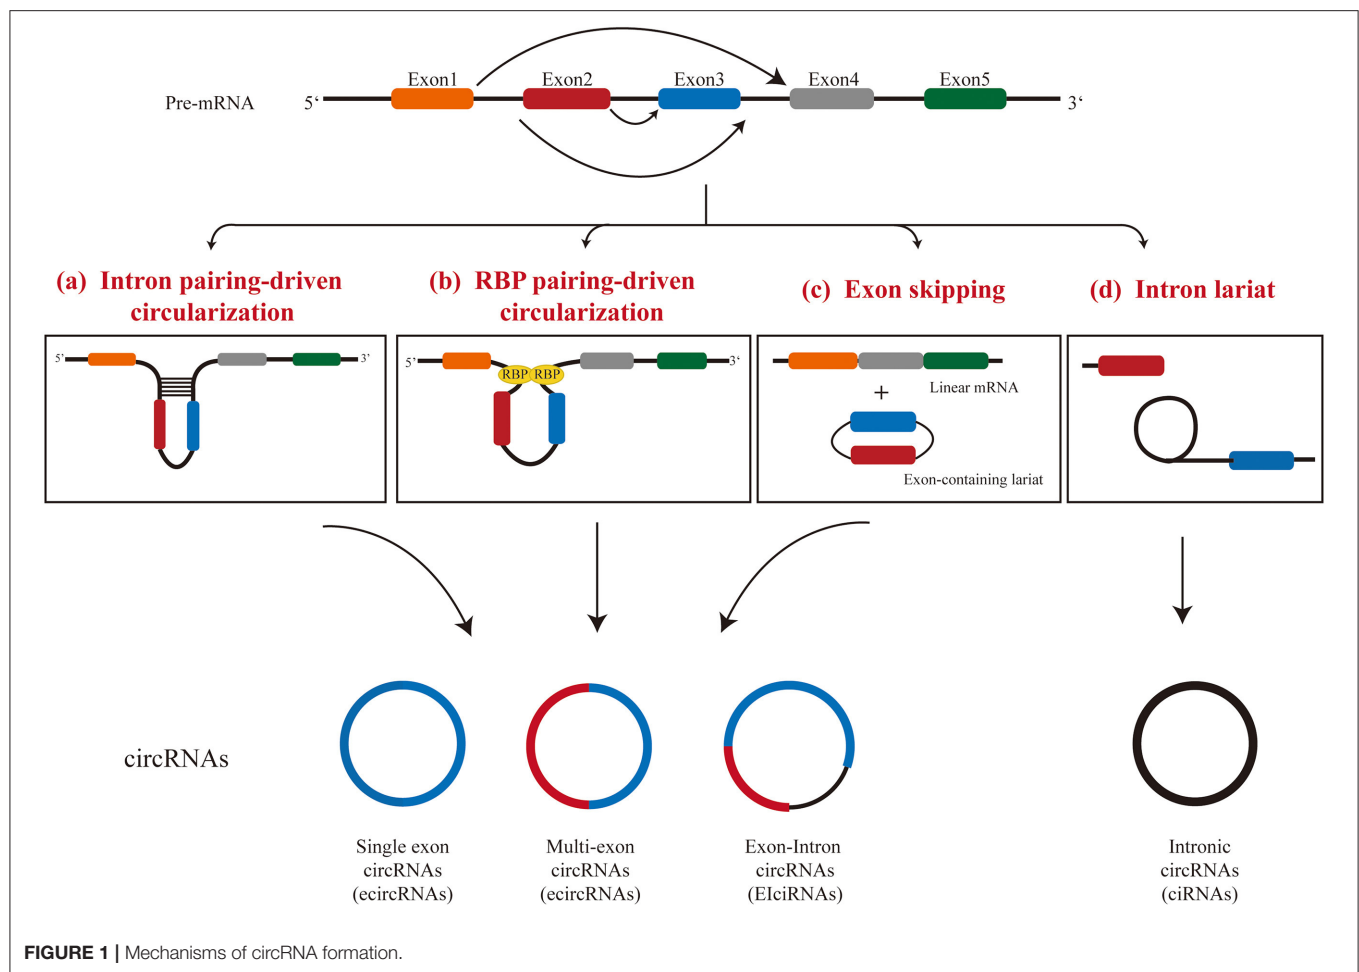 Exon1 Exon2 Exon3 Exon4 Exon5
Pre-mRNA 5‘ 3‘
(a) Intron pairing-driven
circularization
(b) RBP pairing-driven
circularization
(c) Exon skipping
(d) Intron lariat
5’ 3’
5’ 3‘
RBP RBP
Linear mRNA
+
Exon-containing lariat
circRNAs
Single exon
circRNAs
(ecircRNAs)
Multi-exon
circRNAs
(ecircRNAs)
Exon-Intron
circRNAs
(EIciRNAs)
Intronic
circRNAs
(ciRNAs)
FIGURE 1 | Mechanisms of circRNA formation.